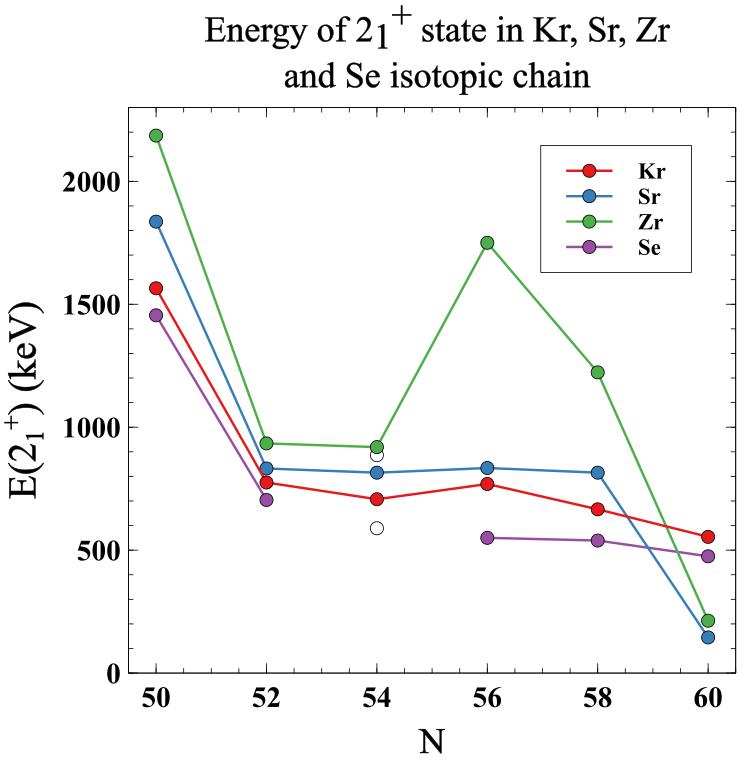 Energy of 2₁⁺ state in Kr, Sr, Zr
and Se isotopic chain
E(2₁⁺) (keV)
2000
1500
1000
500
0
Kr
Sr
Zr
Se
50 52 54 56 58 60
N